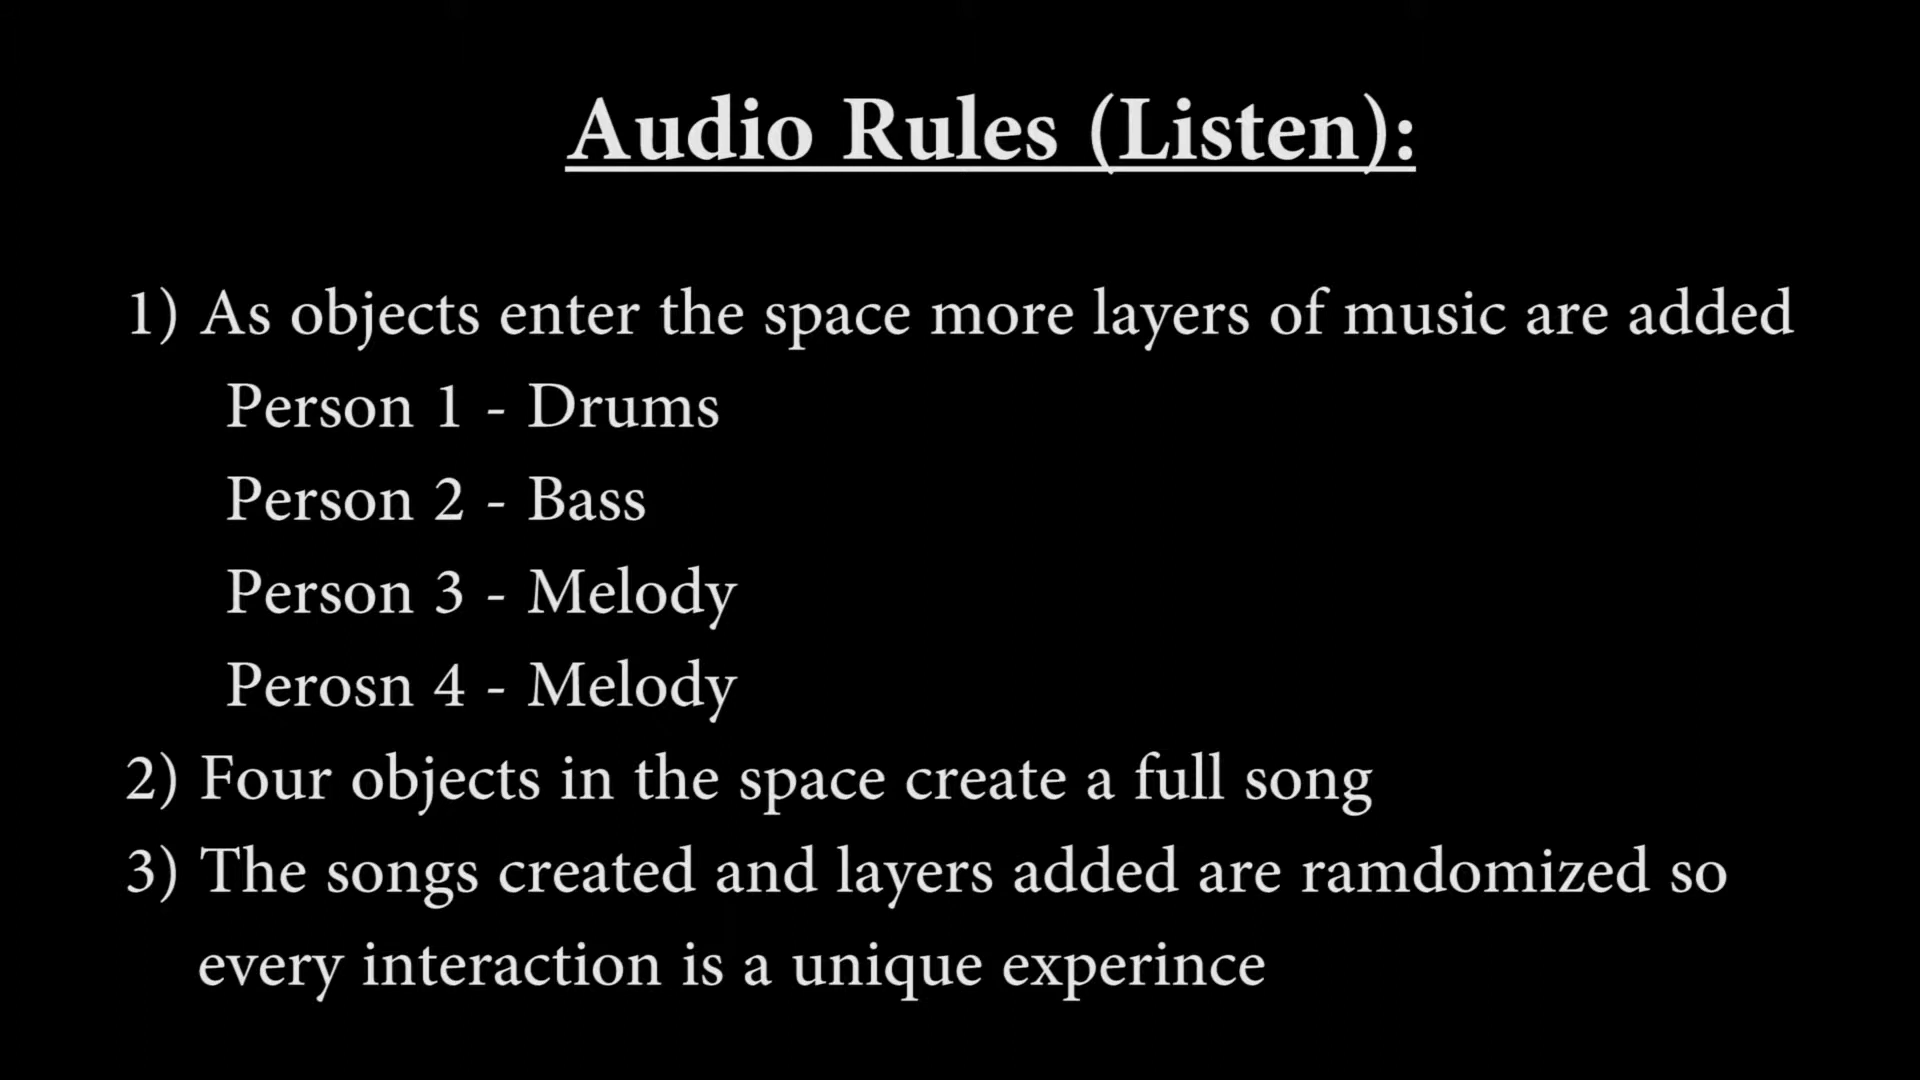 Audio Rules (Listen):
1) As objects enter the space more layers of music are added
Person 1 - Drums
Person 2 - Bass
Person 3 - Melody
Perosn 4 - Melody
2) Four objects in the space create a full song
3) The songs created and layers added are ramdomized so
every interaction is a unique experince